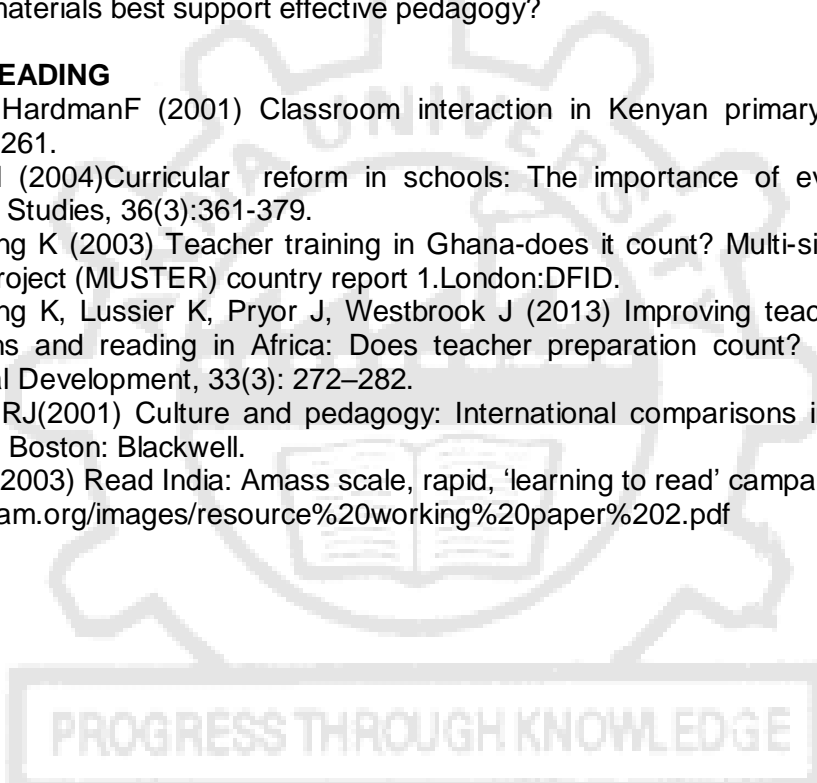 materials best support effective pedagogy?
EADING
HardmanF (2001) Classroom interaction in Kenyan primary
261.
(2004)Curricular reform in schools: The importance of ev
Studies, 36(3):361-379.
ng K (2003) Teacher training in Ghana-does it count? Multi-si
roject (MUSTER) country report 1.London:DFID.
ng K, Lussier K, Pryor J, Westbrook J (2013) Improving teac
ns and reading in Africa: Does teacher preparation count?
al Development, 33(3): 272–282.
RJ(2001) Culture and pedagogy: International comparisons i
Boston: Blackwell.
2003) Read India: Amass scale, rapid, ‘learning to read’ campa
am.org/images/resource%20working%20paper%202.pdf
UNIVERSITY
PROGRESS THROUGH KNOWLEDGE